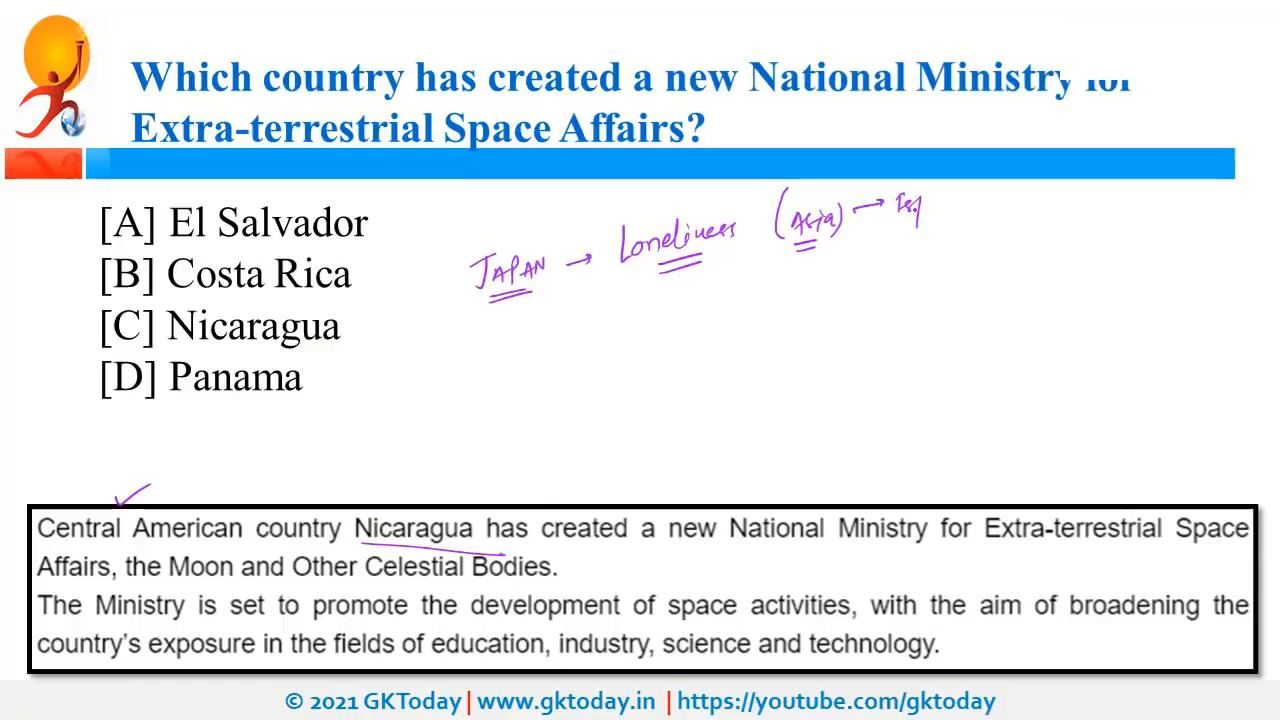 Which country has created a new National Ministry for
Extra-terrestrial Space Affairs?
[A] El Salvador
[B] Costa Rica
[C] Nicaragua
[D] Panama
JAPAN → Loneliness (Asia) →
Central American country Nicaragua has created a new National Ministry for Extra-terrestrial Space
Affairs, the Moon and Other Celestial Bodies.
The Ministry is set to promote the development of space activities, with the aim of broadening the
country's exposure in the fields of education, industry, science and technology.
© 2021 GKToday | www.gktoday.in | https://youtube.com/gktoday